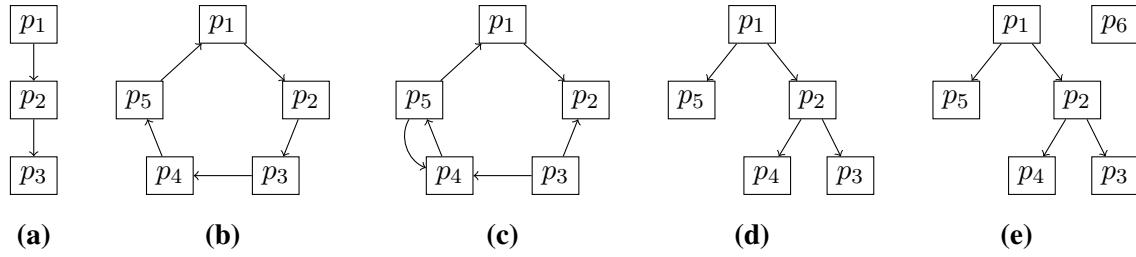 p1 p1 p1 p1 p1 p6
p2 p5 p2 p5 p2 p5 p2 p5 p2
p3 p4 p3 p4 p3 p4 p3 p4 p3
(a) (b) (c) (d) (e)